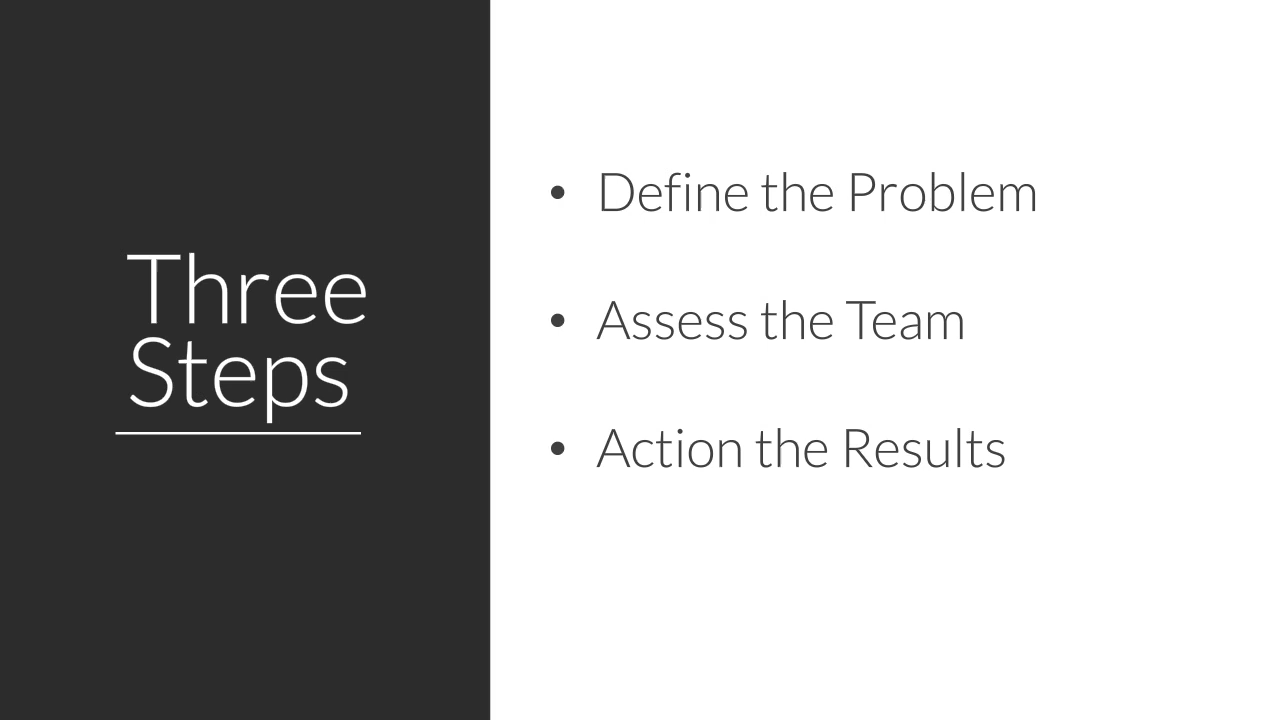 Three
Steps
• Define the Problem
• Assess the Team
• Action the Results